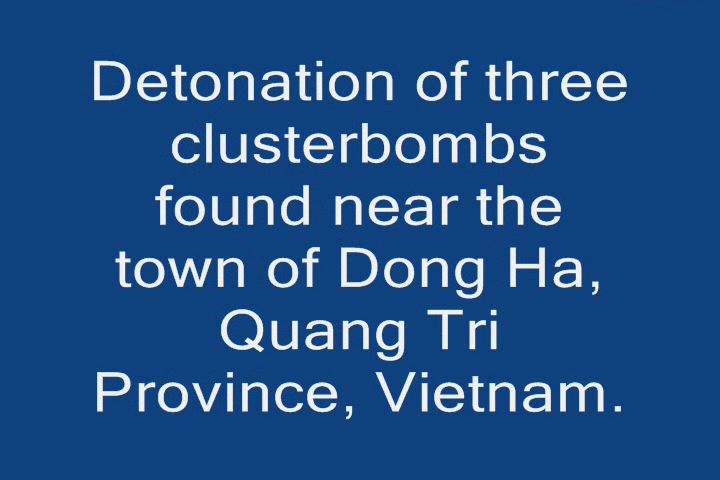 Detonation of three
clusterbombs
found near the
town of Dong Ha,
Quang Tri
Province, Vietnam.